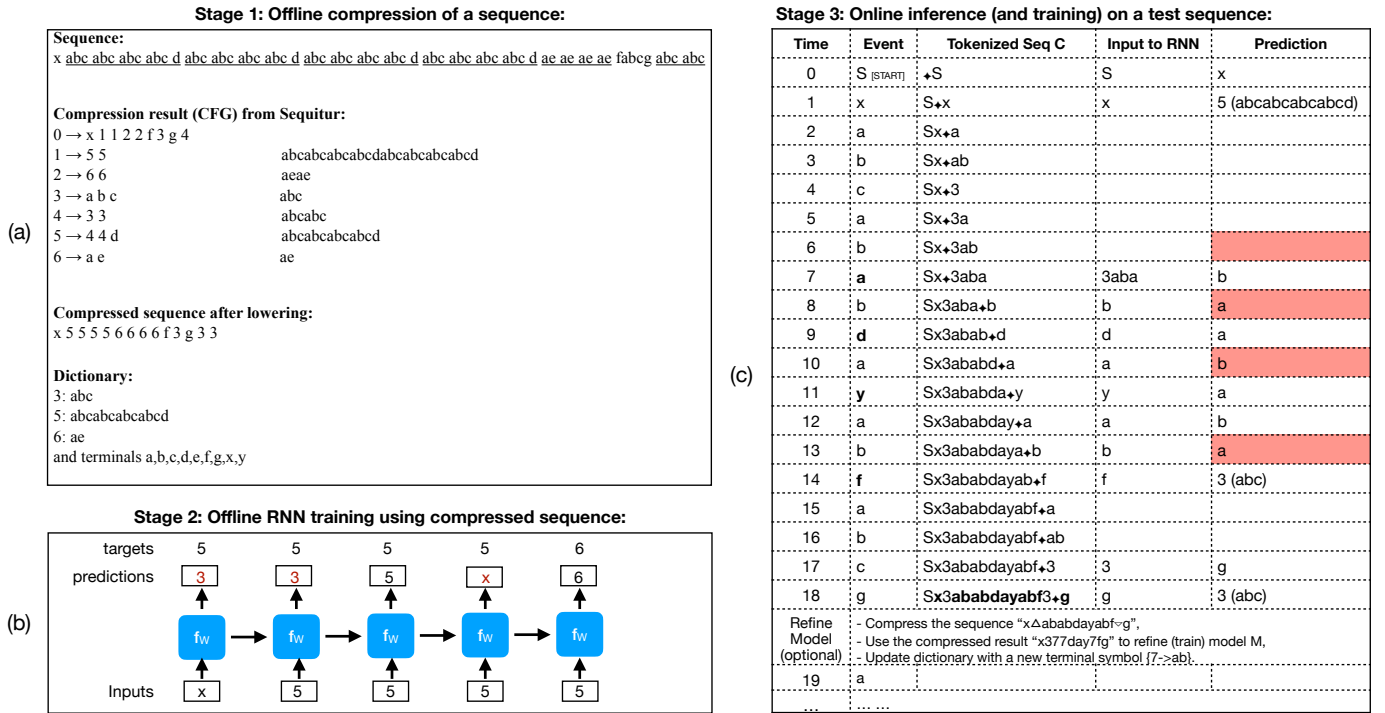 Stage 1: Offline compression of a sequence:
Sequence:
x abc abc abc abc d abc abc abc abc d abc abc abc abc d abc abc abc abc d ae ae ae ae fabcg abc abc
Compression result (CFG) from Sequitur:
0 → x 1 1 2 2 f 3 g 4
1 → 5 5 abcabcabcabcdabcabcabcabcd
2 → 6 6 aeae
3 → a b c abc
4 → 3 3 abcabc
5 → 4 4 d abcabcabcabcd
6 → a e ae
Compressed sequence after lowering:
x 5 5 5 5 6 6 6 6 f 3 g 3 3
Dictionary:
3: abc
5: abcabcabcabcd
6: ae
and terminals a,b,c,d,e,f,g,x,y
(a)
Stage 2: Offline RNN training using compressed sequence:
targets 5 5 5 5 6
predictions 3 3 5 x 6
fW fW fW fW fW
Inputs x 5 5 5 5
(b)
Stage 3: Online inference (and training) on a test sequence:
Time Event Tokenized Seq C Input to RNN Prediction
0 S [START] ✦S S x
1 x S✦x x 5 (abcabcabcabcd)
2 a Sx✦a
3 b Sx✦ab
4 c Sx✦3
5 a Sx✦3a
6 b Sx✦3ab
7 a Sx✦3aba 3aba b
8 b Sx3aba✦b b a
9 d Sx3abab✦d d a
10 a Sx3ababd✦a a b
11 y Sx3ababda✦y y a
12 a Sx3ababday✦a a b
13 b Sx3ababdaya✦b b a
14 f Sx3ababdayab✦f f 3 (abc)
15 a Sx3ababdayabf✦a
16 b Sx3ababdayabf✦ab
17 c Sx3ababdayabf✦3 3 g
18 g Sx3ababdayabf3✦g g 3 (abc)
Refine Model (optional)
- Compress the sequence “x△ababdayabf▽g”,
- Use the compressed result “x377day7fg” to refine (train) model M,
- Update dictionary with a new terminal symbol {7->ab}.
19 a
... ... ...
(c)